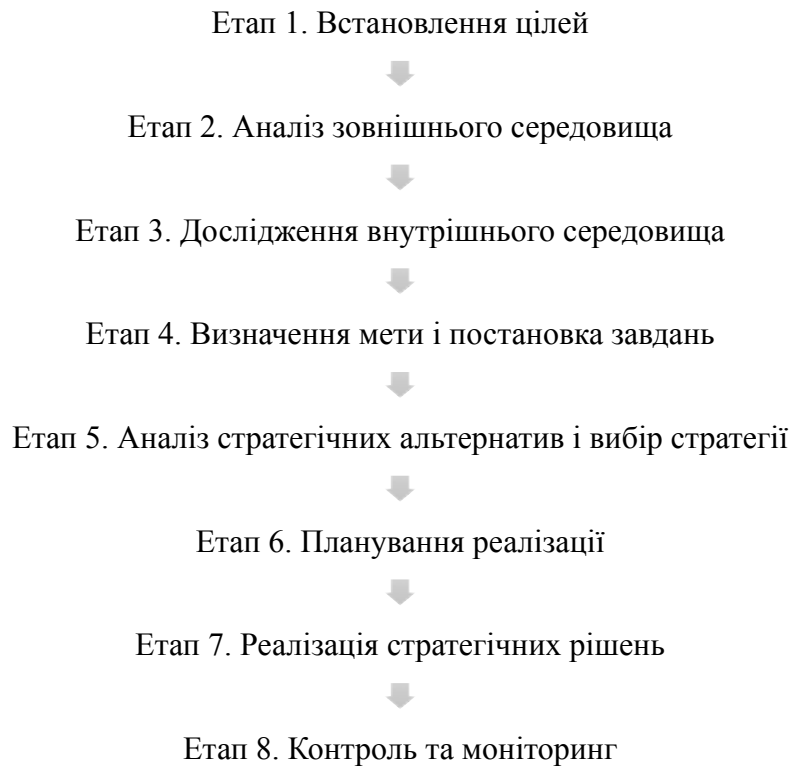 Етап 1. Встановлення цілей
Етап 2. Аналіз зовнішнього середовища
Етап 3. Дослідження внутрішнього середовища
Етап 4. Визначення мети і постановка завдань
Етап 5. Аналіз стратегічних альтернатив і вибір стратегії
Етап 6. Планування реалізації
Етап 7. Реалізація стратегічних рішень
Етап 8. Контроль та моніторинг